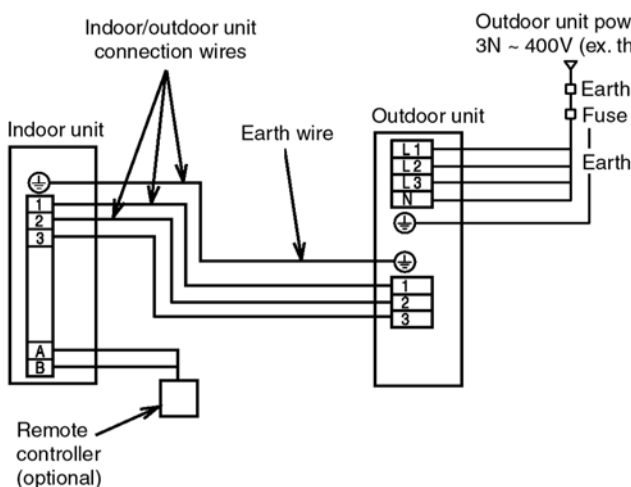 Indoor/outdoor unit
connection wires
Outdoor unit pow
3N ~ 400V (ex. th
Earth
Fuse
Earth
Indoor unit
Earth wire
Outdoor unit
1
2
3
A
B
L1
L2
L3
N
1
2
3
Remote
controller
(optional)